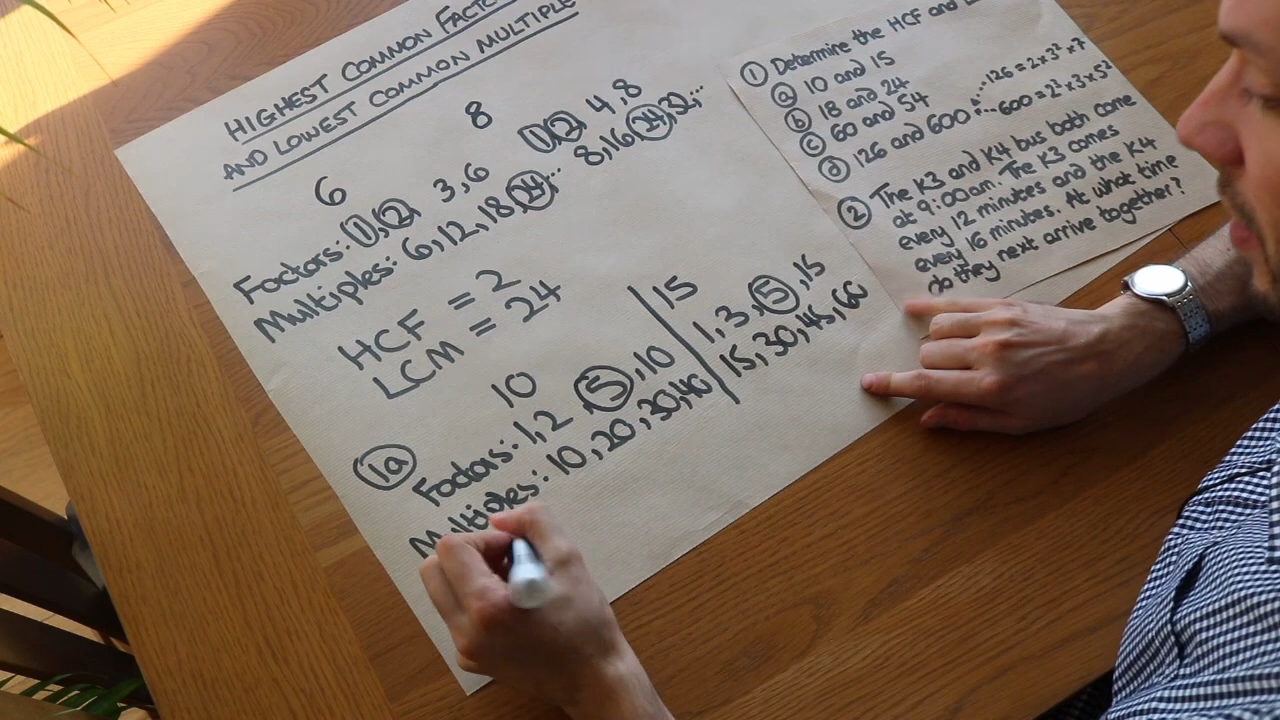 HIGHEST COMMON FACTO
AND LOWEST COMMON MULTIPLE
6
8
Factors: 1, 2, 3, 6
1, 2, 4, 8
Multiples: 6, 12, 18, 24, ...
8, 16, 24, 32, ...
HCF = 2
LCM = 24
1a
10
15
Factors: 1, 2, 5, 10
1, 3, 5, 15
Multiples: 10, 20, 30, 40
15, 30, 45, 60
1 Determine the HCF and
a 10 and 15
b 18 and 24
c 60 and 54
d 126 and 600
126 = 2 x 3² x 7
600 = 2³ x 3 x 5²
2 The K3 and K4 bus both come
at 9:00am. The K3 comes
every 12 minutes and the K4
every 16 minutes. At what time
do they next arrive together?